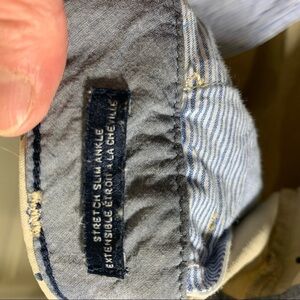 STRETCH SLIM ANKLE
EXTENSIBLE ÉTROIT À LA CHEVILLE